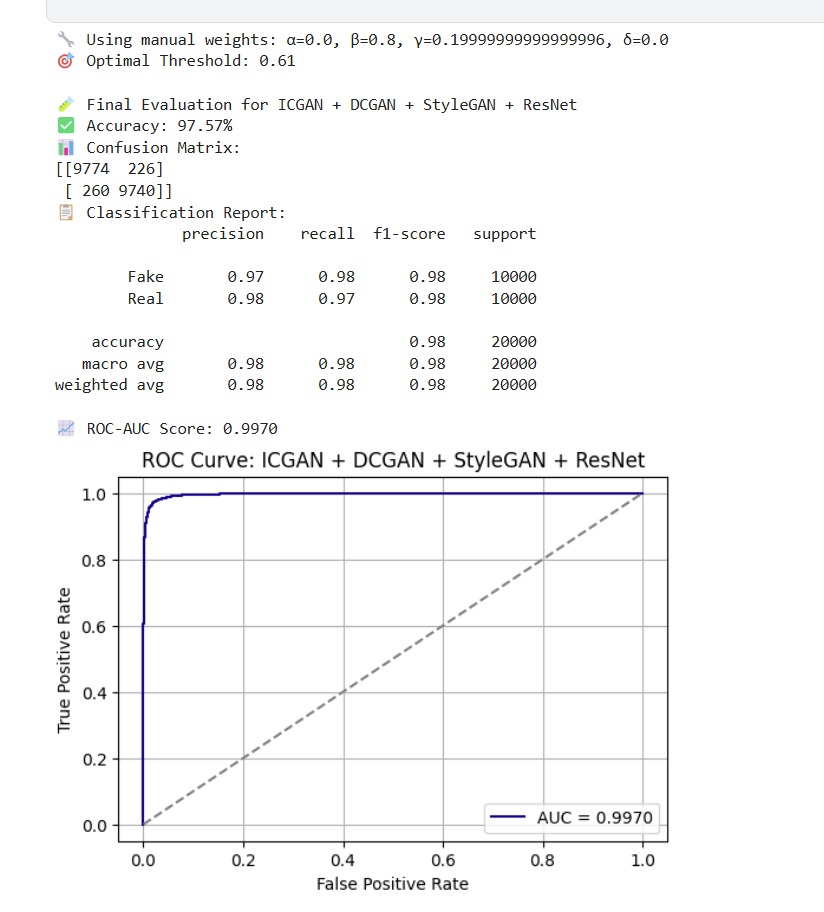 🔧 Using manual weights: α=0.0, β=0.8, γ=0.19999999999999996, δ=0.0
🎯 Optimal Threshold: 0.61
🧪 Final Evaluation for ICGAN + DCGAN + StyleGAN + ResNet
✅ Accuracy: 97.57%
📊 Confusion Matrix:
[[9774  226]
 [ 260 9740]]
📋 Classification Report:
precision    recall  f1-score   support
Fake       0.97      0.98      0.98     10000
Real       0.98      0.97      0.98     10000
accuracy                           0.98     20000
macro avg       0.98      0.98      0.98     20000
weighted avg       0.98      0.98      0.98     20000
📈 ROC-AUC Score: 0.9970
ROC Curve: ICGAN + DCGAN + StyleGAN + ResNet
1.0
0.8
0.6
0.4
0.2
0.0
True Positive Rate
AUC = 0.9970
0.0 0.2 0.4 0.6 0.8 1.0
False Positive Rate